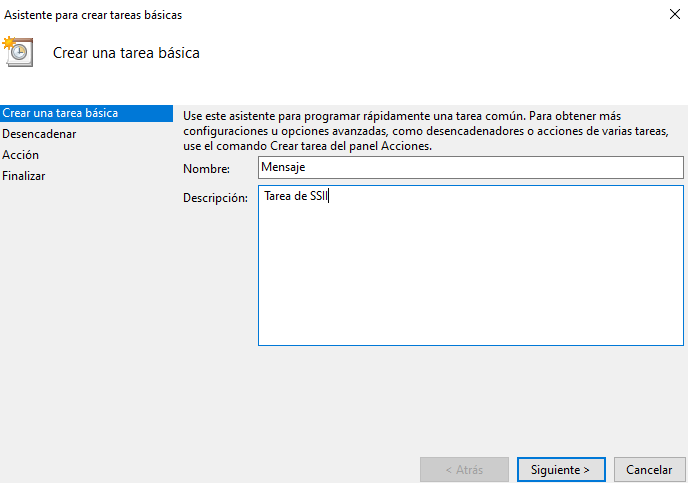 Asistente para crear tareas básicas
Crear una tarea básica
Crear una tarea básica
Desencadenar
Acción
Finalizar
Use este asistente para programar rápidamente una tarea común. Para obtener más
configuraciones u opciones avanzadas, como desencadenadores o acciones de varias tareas,
use el comando Crear tarea del panel Acciones.
Nombre: Mensaje
Descripción: Tarea de SSII
< Atrás Siguiente > Cancelar